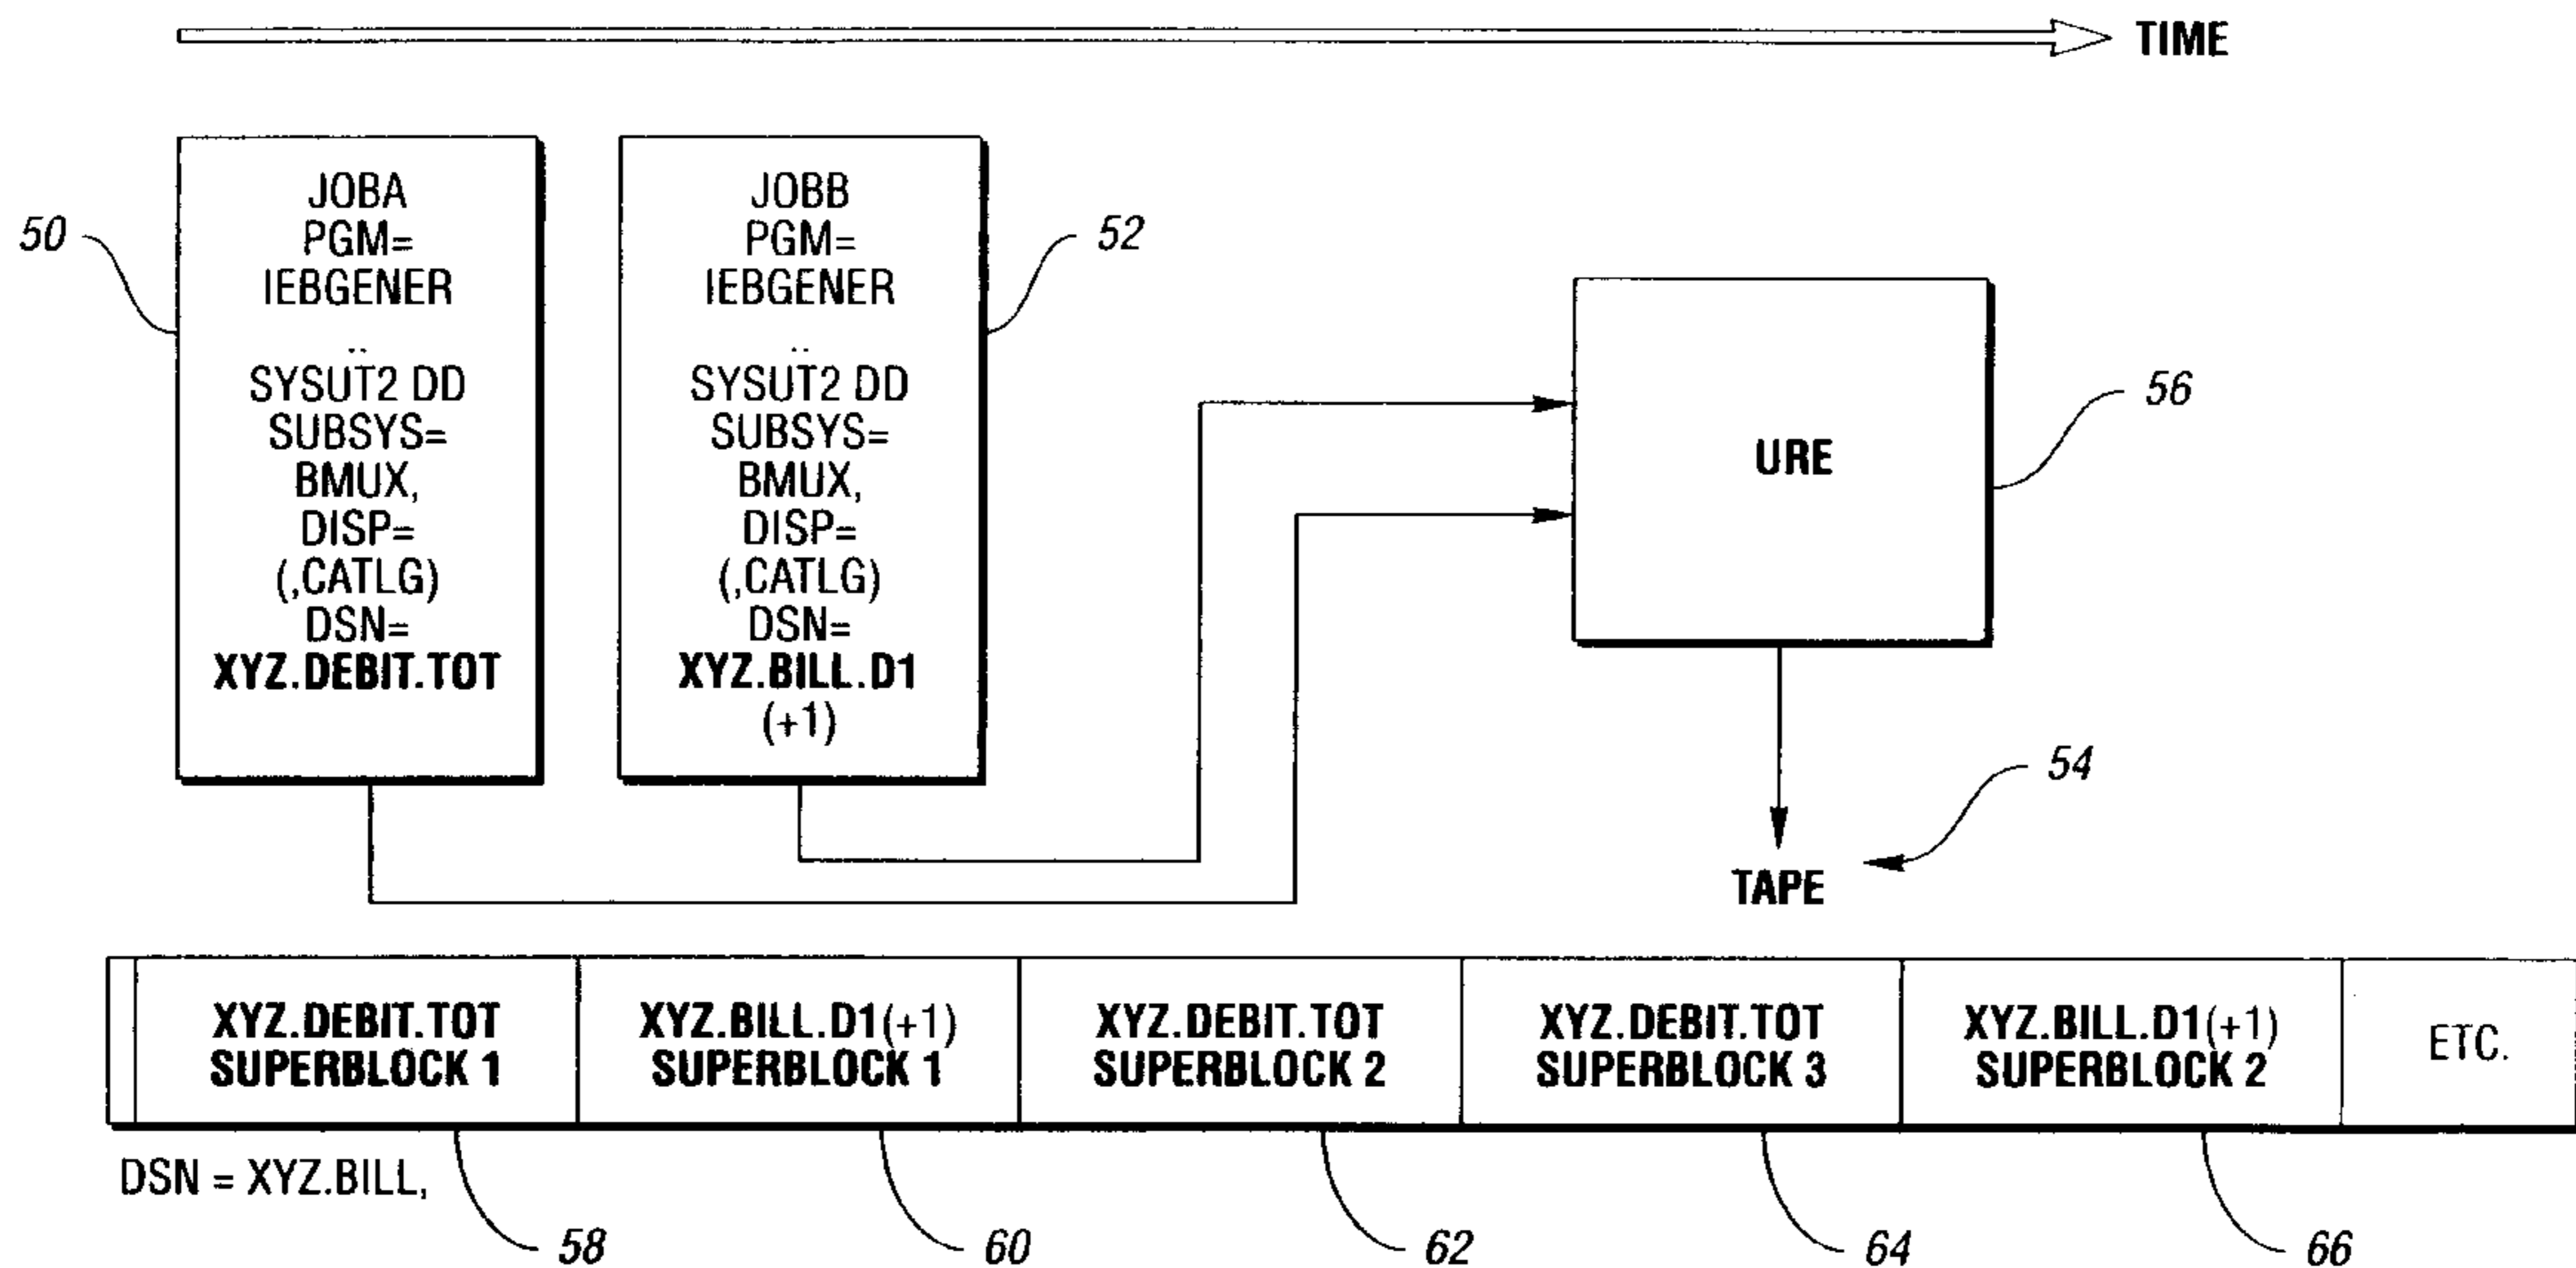 TIME
50
JOBA
PGM=
IEBGENER
..
SYSUT2 DD
SUBSYS=
BMUX,
DISP=
(,CATLG)
DSN=
XYZ.DEBIT.TOT
JOBB
PGM=
IEBGENER
..
SYSUT2 DD
SUBSYS=
BMUX,
DISP=
(,CATLG)
DSN=
XYZ.BILL.D1
(+1)
52
URE
56
54
TAPE
XYZ.DEBIT.TOT
SUPERBLOCK 1
XYZ.BILL.D1(+1)
SUPERBLOCK 1
XYZ.DEBIT.TOT
SUPERBLOCK 2
XYZ.DEBIT.TOT
SUPERBLOCK 3
XYZ.BILL.D1(+1)
SUPERBLOCK 2
ETC.
DSN = XYZ.BILL,
58
60
62
64
66